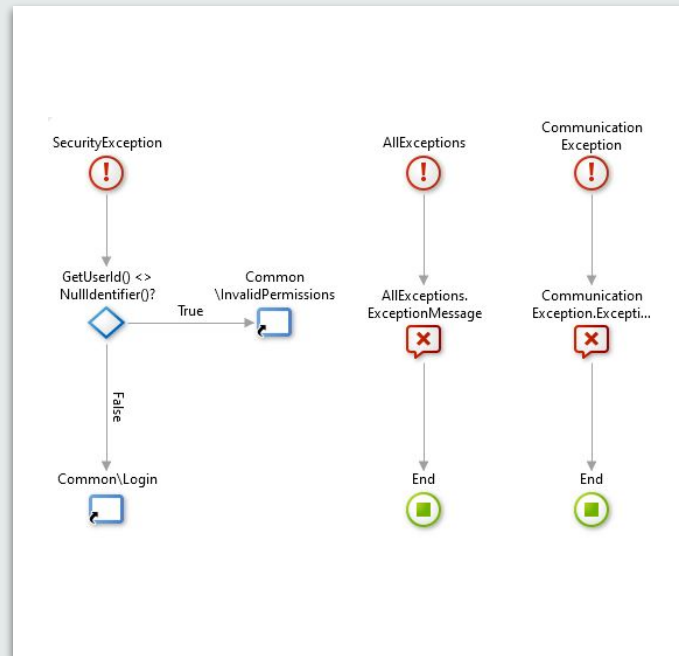 SecurityException
AllExceptions
Communication
Exception
GetUserId() <>
NullIdentifier()?
Common
\InvalidPermissions
AllExceptions.
ExceptionMessage
Communication
Exception.Excepti...
True
False
Common\Login
End
End